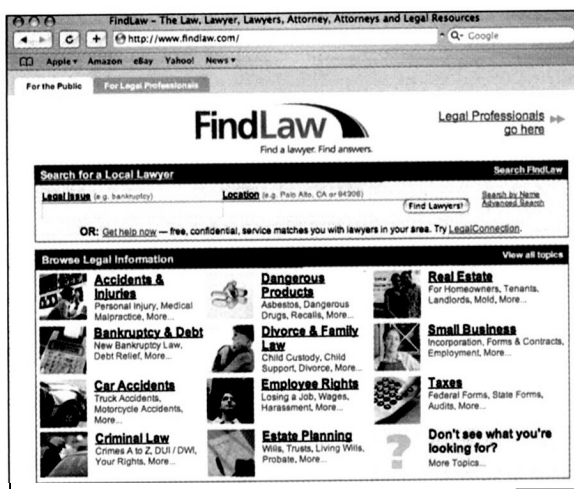 FindLaw - The Law, Lawyer, Lawyers, Attorney, Attorneys and Legal Resources
http://www.findlaw.com/
Google
Apple Amazon eBay Yahoo! News
For the Public For Legal Professionals
FindLaw
Find a lawyer. Find answers.
Legal Professionals
go here
Search for a Local Lawyer Search FindLaw
Legal Issue (e.g. bankruptcy) Location (e.g. Palo Alto, CA or 94306) Find Lawyers! Search by Name
Advanced Search
OR: Get help now — free, confidential, service matches you with lawyers in your area. Try LegalConnection.
Browse Legal Information View all topics
Accidents &
Injuries
Personal Injury, Medical
Malpractice, More...
Dangerous
Products
Asbestos, Dangerous
Drugs, Recalls, More...
Real Estate
For Homeowners, Tenants,
Landlords, Mold, More...
Bankruptcy & Debt
New Bankruptcy Law,
Debt Relief, More...
Divorce & Family
Law
Child Custody, Child
Support, Divorce, More...
Small Business
Incorporation, Forms & Contracts,
Employment, More...
Car Accidents
Truck Accidents,
Motorcycle Accidents,
More...
Employee Rights
Losing a Job, Wages,
Harassment, More...
Taxes
Federal Forms, State Forms,
Audits, More...
Criminal Law
Crimes A to Z, DUI / DWI,
Your Rights, More...
Estate Planning
Wills, Trusts, Living Wills,
Probate, More...
?
Don't see what you're
looking for?
More Topics...